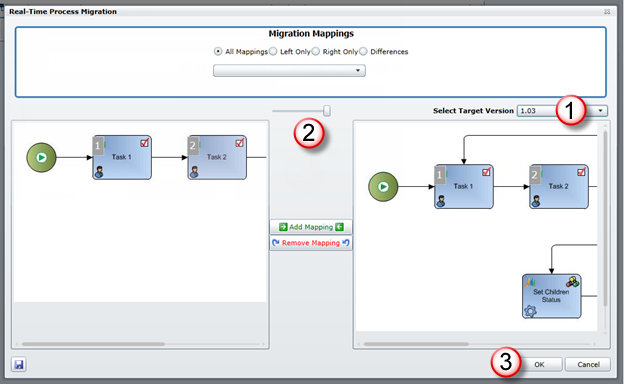 Real-Time Process Migration
Migration Mappings
All Mappings Left Only Right Only Differences
Select Target Version 1.03 1
2
1 Task 1
2 Task 2
Add Mapping
Remove Mapping
1 Task 1
2 Task 2
Set Children
Status
3 OK Cancel